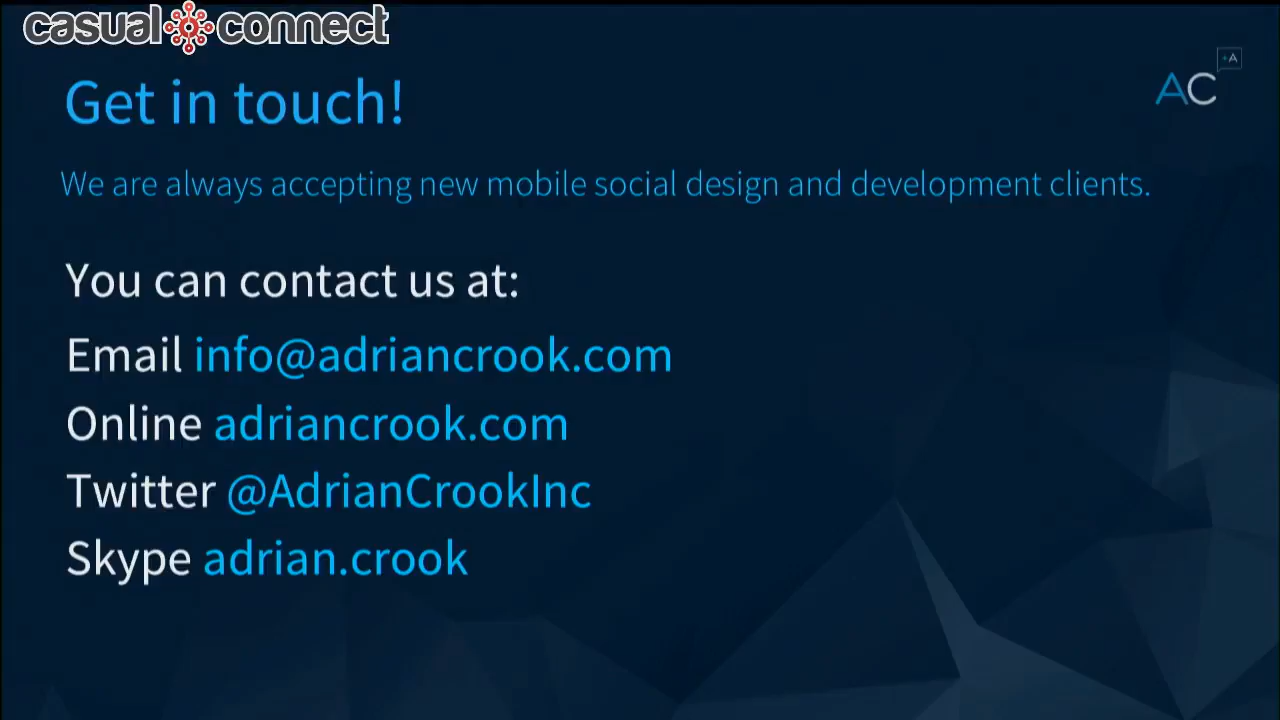 casual connect
AC +A
Get in touch!
We are always accepting new mobile social design and development clients.
You can contact us at:
Email info@adriancrook.com
Online adriancrook.com
Twitter @AdrianCrookInc
Skype adrian.crook